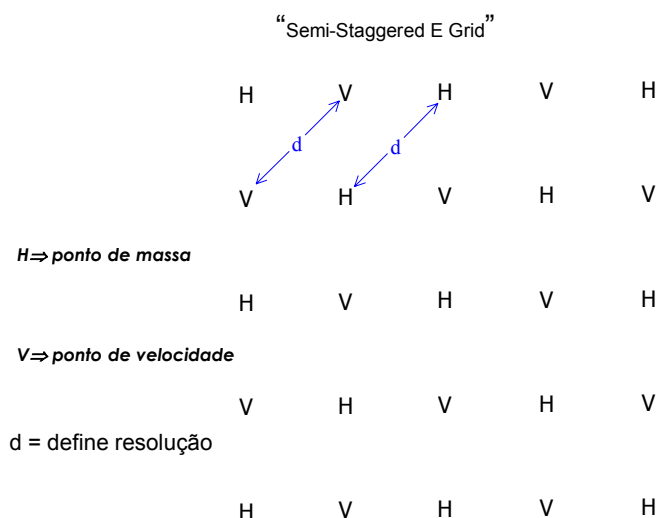 “Semi-Staggered E Grid”
H V H V H
d d
V H V H V
H⇒ ponto de massa
H V H V H
V⇒ ponto de velocidade
V H V H V
d = define resolução
H V H V H